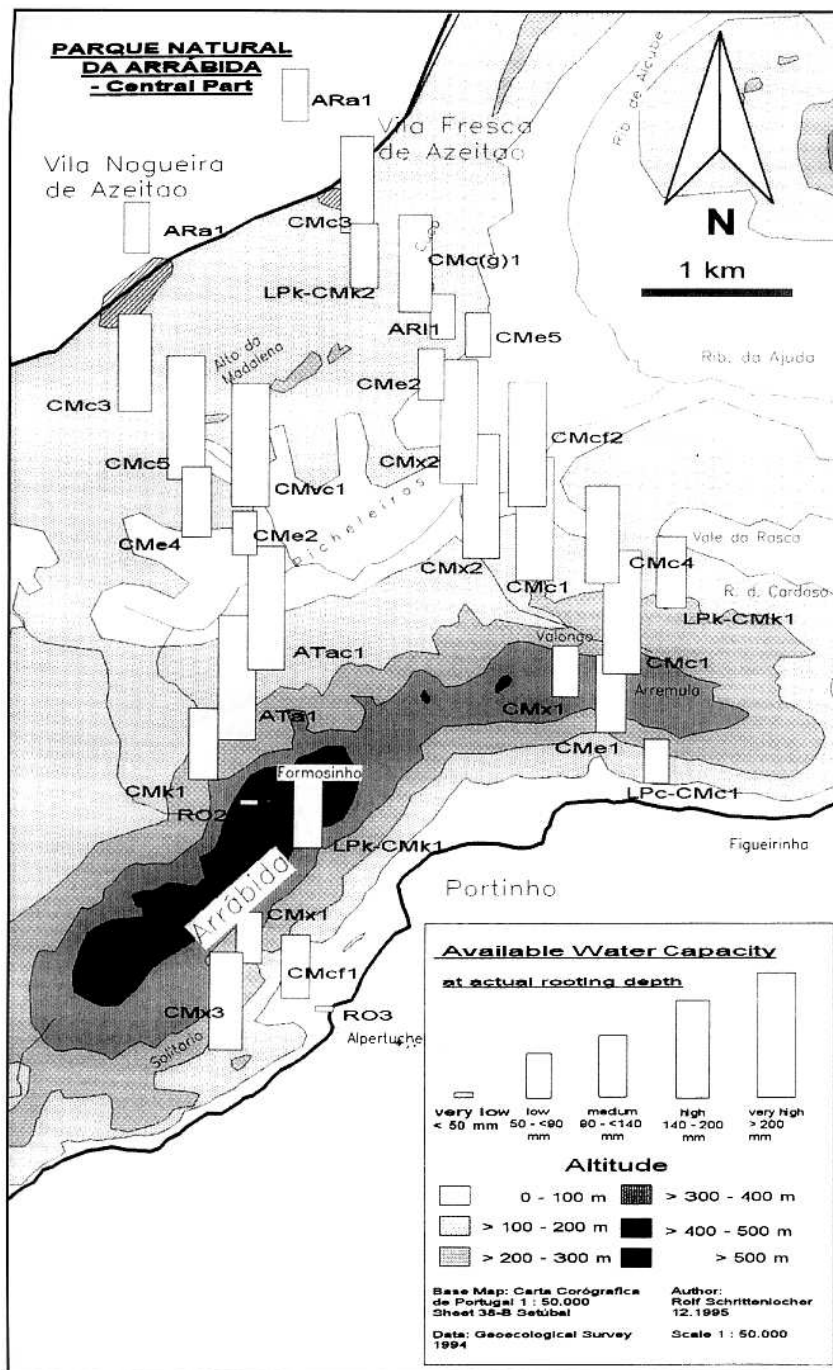 PARQUE NATURAL
DA ARRÁBIDA
- Central Part
ARa1
Vila Fresca
de Azeitao
Rib. de Alcube
Vila Nogueira
de Azeitao
ARa1
CMc3
N
1 km
LPk-CMk2
CMc(g)1
ARl1
CMe5
Alto da
Madalena
CMe2
Rib. da Ajuda
CMc3
CMcf2
CMc5
CMvc1
CMx2
Picheleiros
CMe4
CMe2
CMx2
CMc1
CMc4
Vale da Rasca
R. d. Cardoso
LPk-CMk1
Valongo
ATac1
CMc1
Arremula
ATa1
CMx1
CMe1
CMk1
Formosinho
RO2
LPc-CMc1
LPk-CMk1
Figueirinha
Arrábida
Portinho
CMx1
CMcf1
CMx3
RO3
Solitario
Alpertuche
Available Water Capacity
at actual rooting depth
very low
< 50 mm
low
50 - <90
mm
medium
90 - <140
mm
high
140 - 200
mm
very high
> 200
mm
Altitude
0 - 100 m
> 300 - 400 m
> 100 - 200 m
> 400 - 500 m
> 200 - 300 m
> 500 m
Base Map: Carta Corógrafica
de Portugal 1 : 50.000
Sheet 38-B Setúbal
Author:
Rolf Schrittenlocher
12.1995
Data: Geoecological Survey
1994
Scale 1 : 50.000